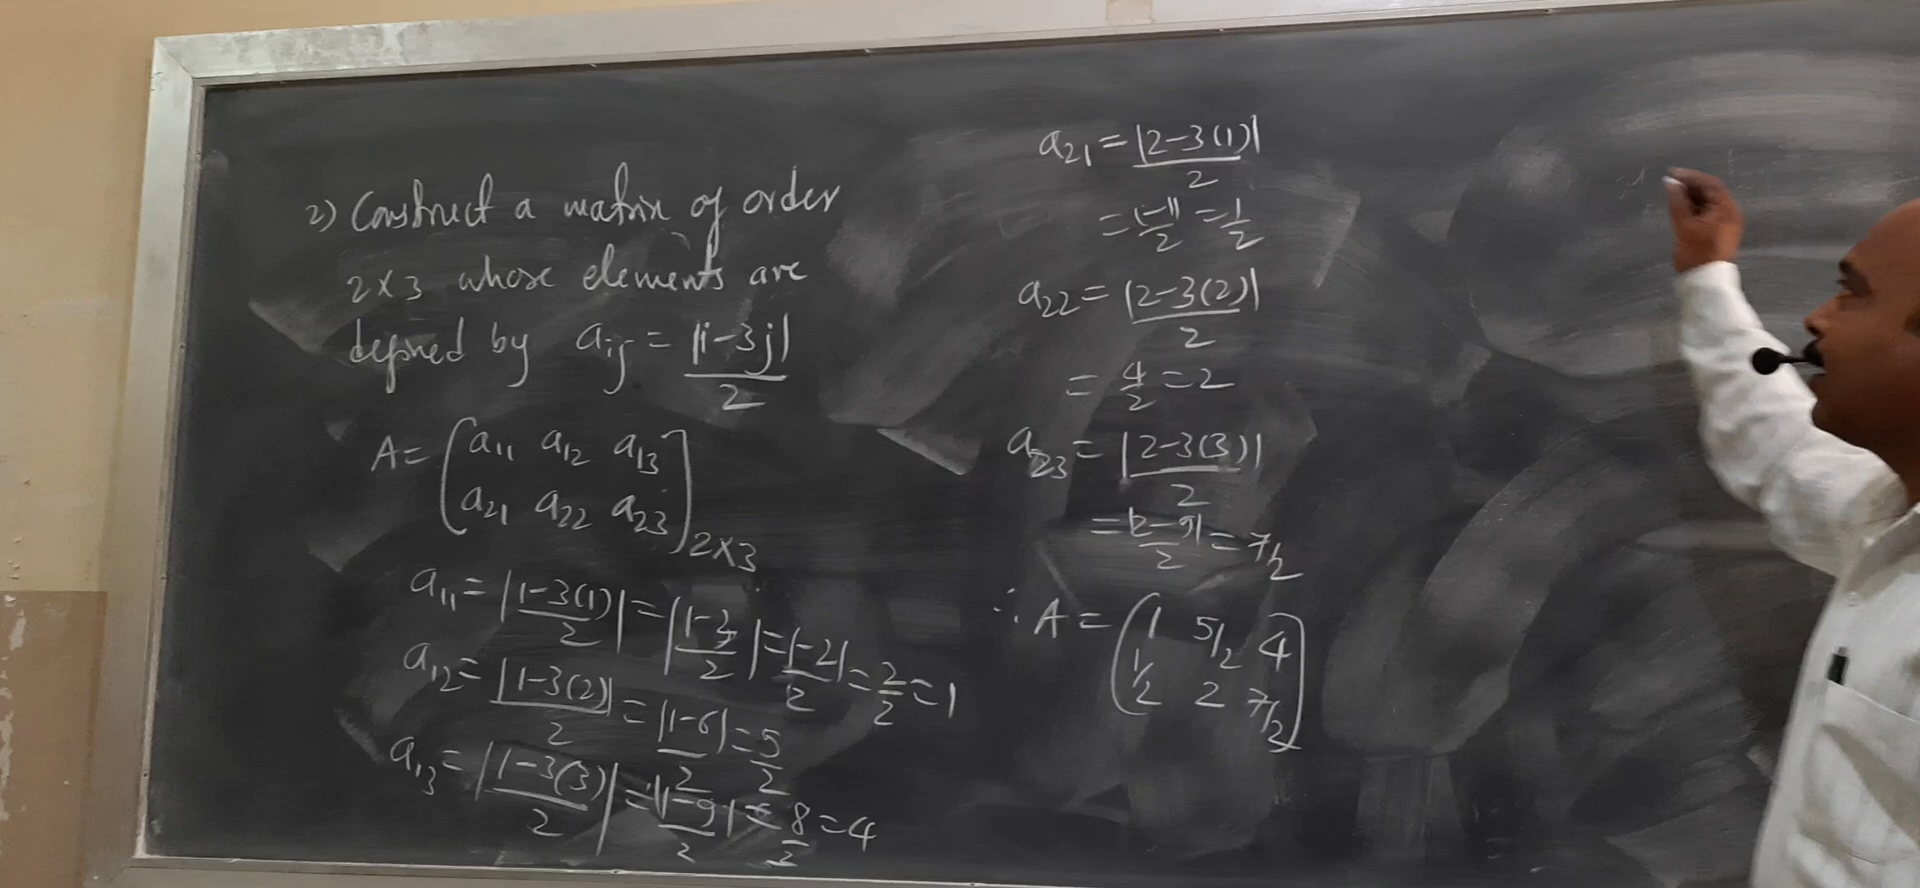 2) Construct a matrix of order
2×3 whose elements are
defined by aij = |i-3j|/2
A = (a11 a12 a13
a21 a22 a23)2×3
a11 = |1-3(1)/2| = |1-3/2| = |-2|/2 = 2/2 = 1
a12 = |1-3(2)|/2 = |1-6|/2 = 5/2
a13 = |1-3(3)/2| = |1-9|/2 = 8/2 = 4
a21 = |2-3(1)|/2
= |-1|/2 = 1/2
a22 = |2-3(2)|/2
= 4/2 = 2
a23 = |2-3(3)|/2
= |2-9|/2 = 7/2
∴ A = (1 5/2 4
1/2 2 7/2)